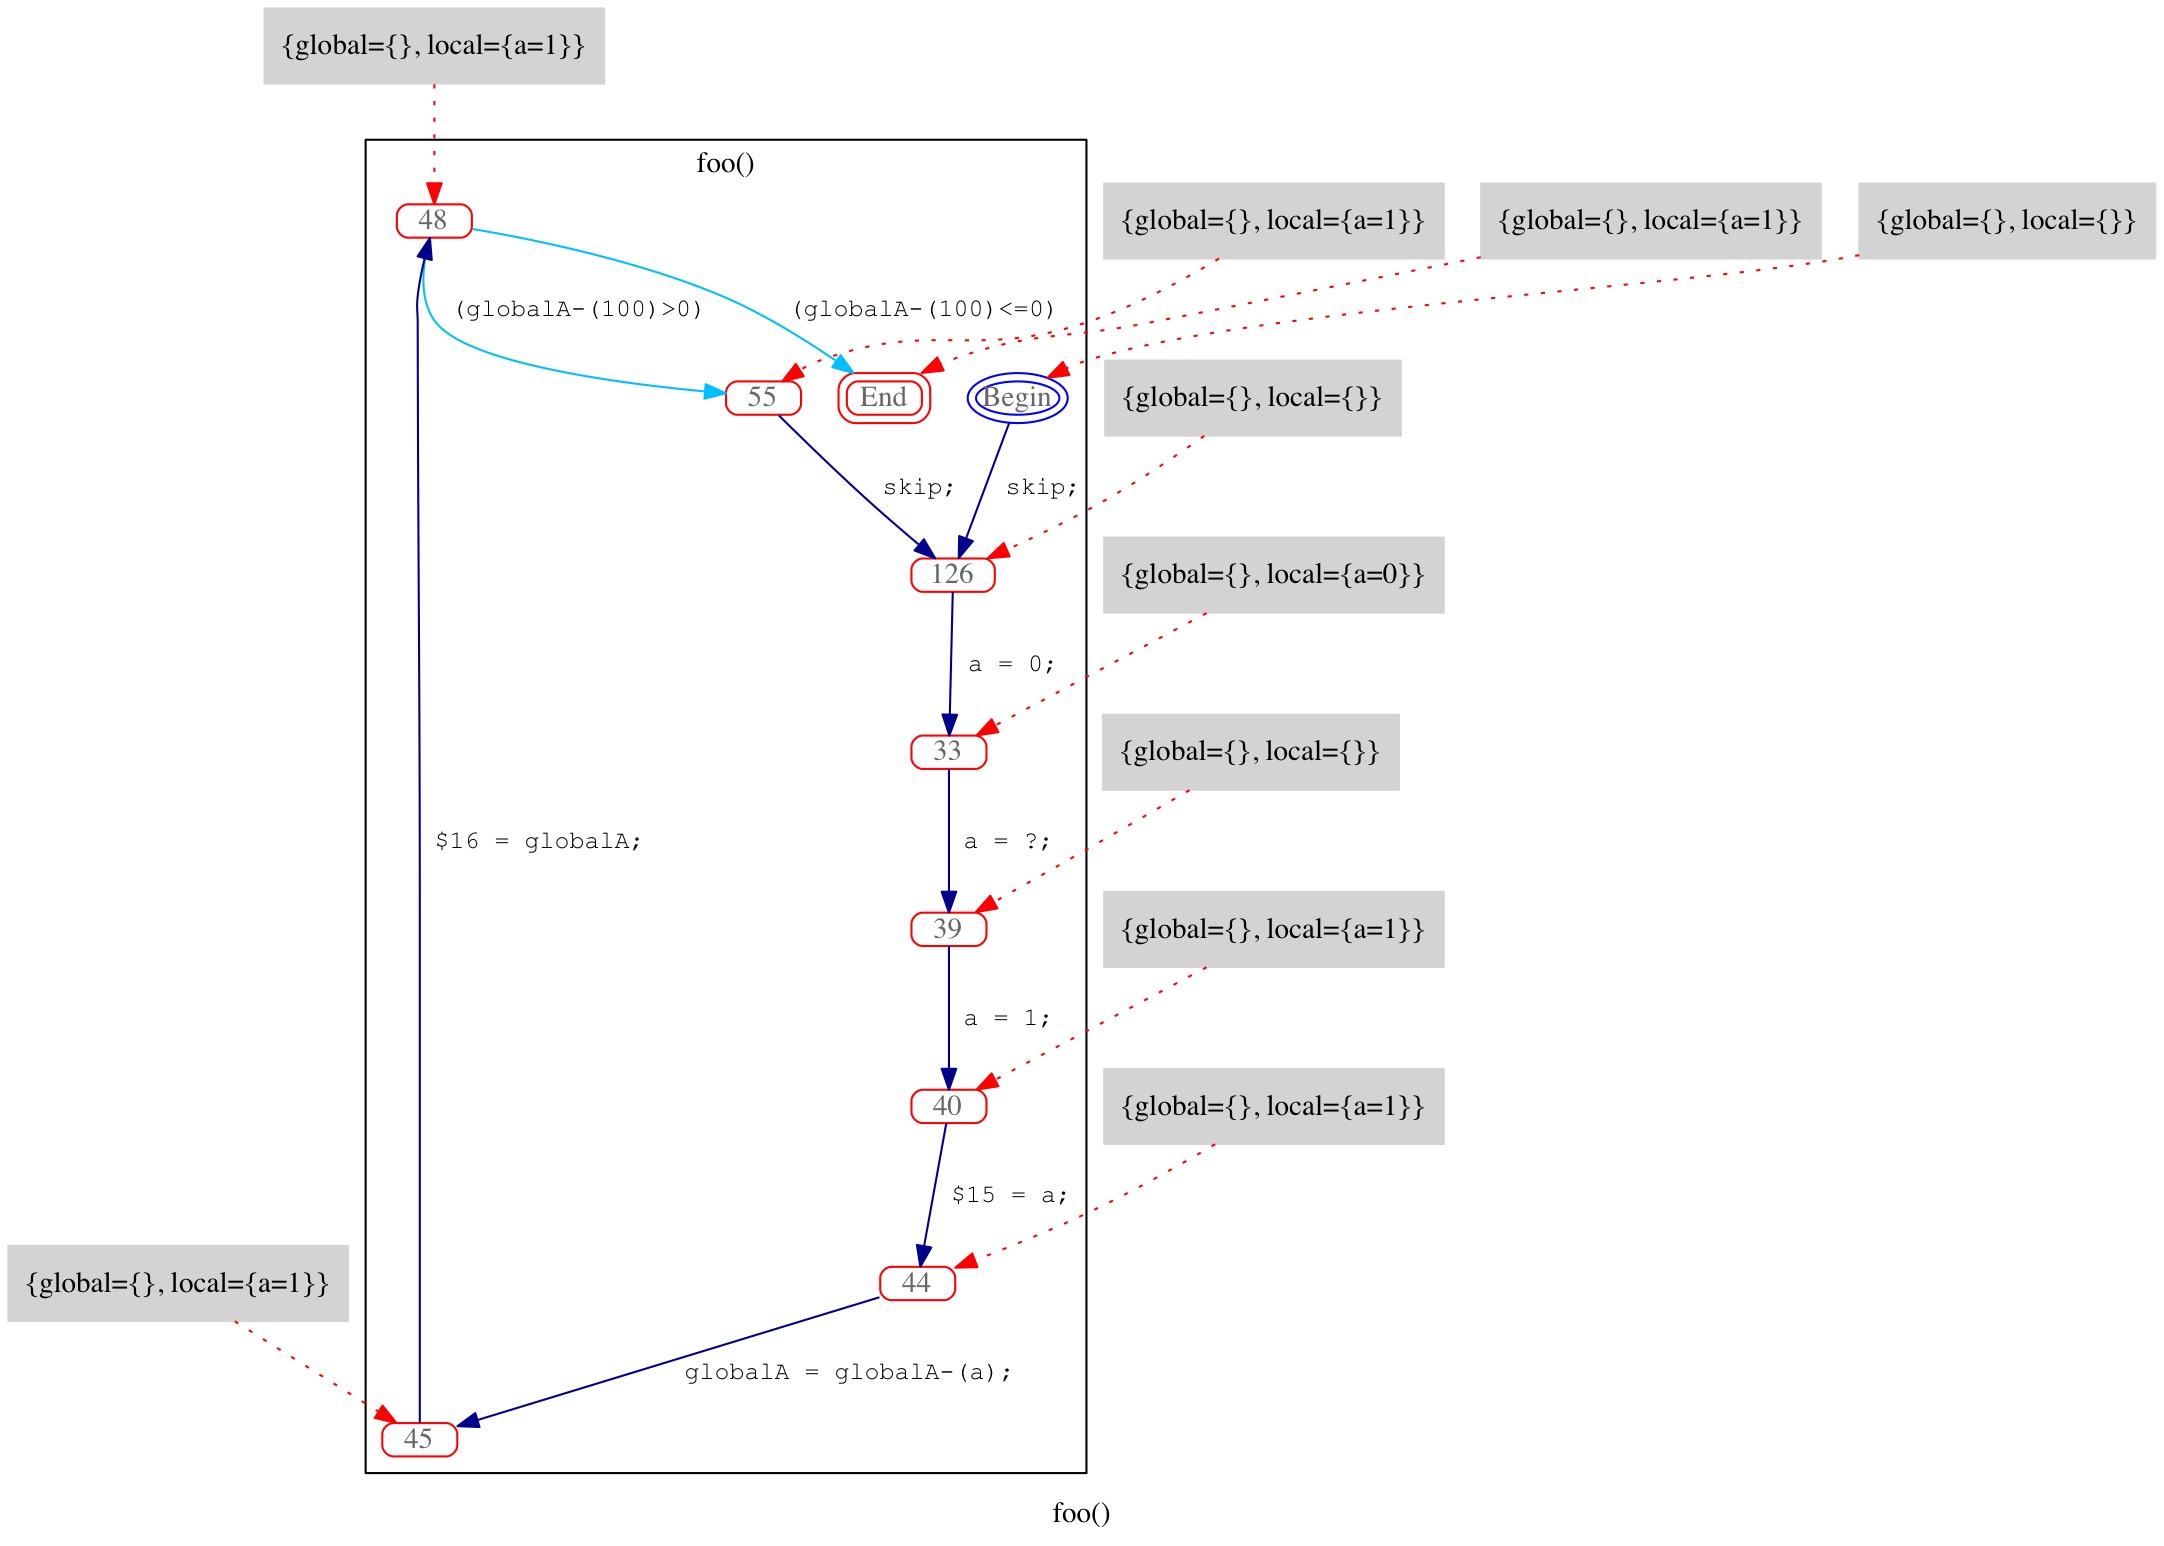 {global={}, local={a=1}}
foo()
48
{global={}, local={a=1}}
{global={}, local={a=1}}
{global={}, local={}}
(globalA-(100)>0)
(globalA-(100)<=0)
55
End
Begin
{global={}, local={}}
skip;
skip;
126
{global={}, local={a=0}}
a = 0;
33
{global={}, local={}}
$16 = globalA;
a = ?;
39
{global={}, local={a=1}}
a = 1;
40
{global={}, local={a=1}}
$15 = a;
{global={}, local={a=1}}
44
globalA = globalA-(a);
45
foo()